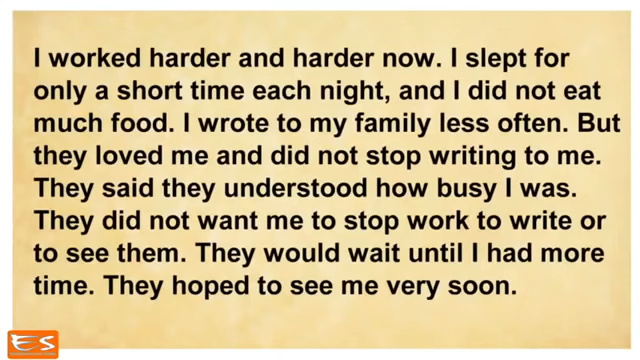 I worked harder and harder now. I slept for
only a short time each night, and I did not eat
much food. I wrote to my family less often. But
they loved me and did not stop writing to me.
They said they understood how busy I was.
They did not want me to stop work to write or
to see them. They would wait until I had more
time. They hoped to see me very soon.
ES